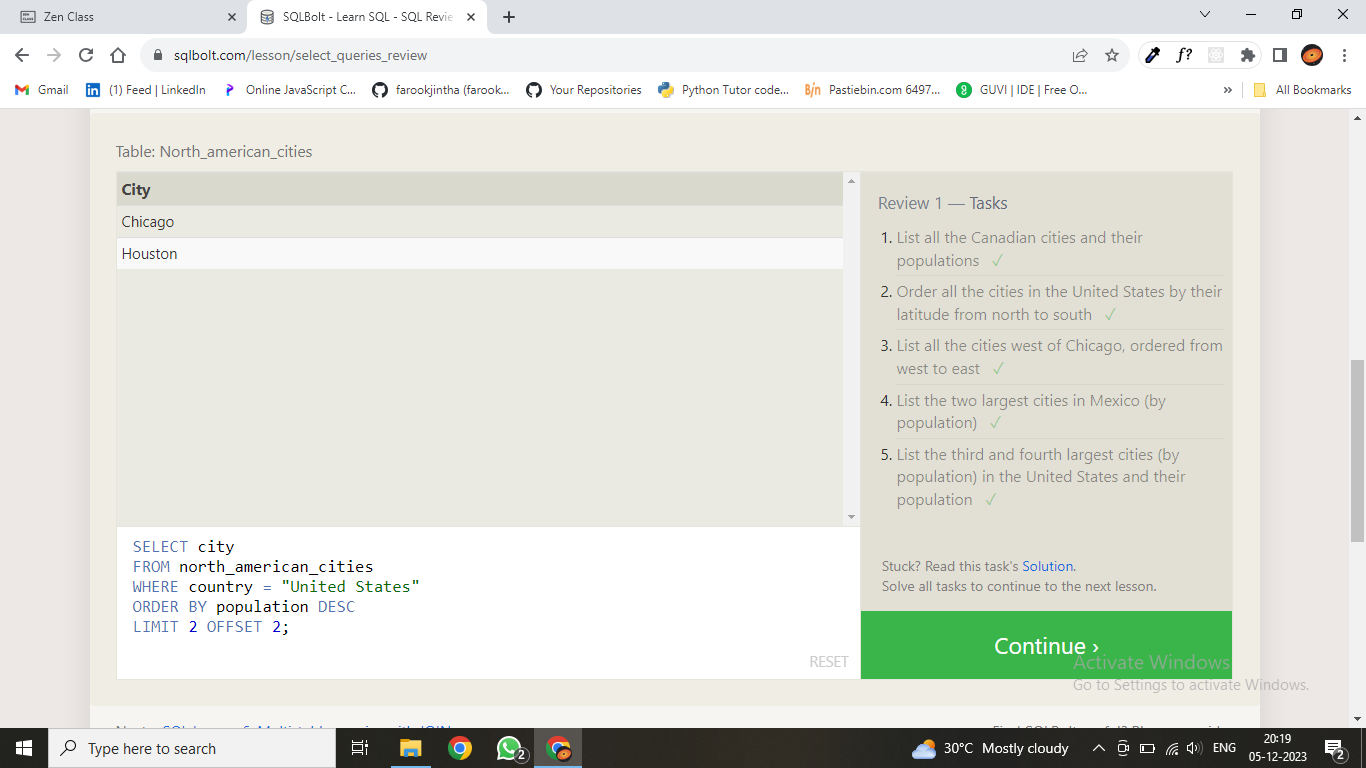 Zen Class
SQLBolt - Learn SQL - SQL Revie
sqlbolt.com/lesson/select_queries_review
f?
Gmail
(1) Feed | LinkedIn
Online JavaScript C...
farookjintha (farook...
Your Repositories
Python Tutor code...
Pastiebin.com 6497...
GUVI | IDE | Free O...
»
All Bookmarks
Table: North_american_cities
City
Chicago
Houston
SELECT city
FROM north_american_cities
WHERE country = "United States"
ORDER BY population DESC
LIMIT 2 OFFSET 2;
RESET
Review 1 — Tasks
1. List all the Canadian cities and their
populations ✓
2. Order all the cities in the United States by their
latitude from north to south ✓
3. List all the cities west of Chicago, ordered from
west to east ✓
4. List the two largest cities in Mexico (by
population) ✓
5. List the third and fourth largest cities (by
population) in the United States and their
population ✓
Stuck? Read this task's Solution.
Solve all tasks to continue to the next lesson.
Continue ›
Activate Windows
Go to Settings to activate Windows.
Type here to search
2
30°C Mostly cloudy
ENG
20:19
05-12-2023
2